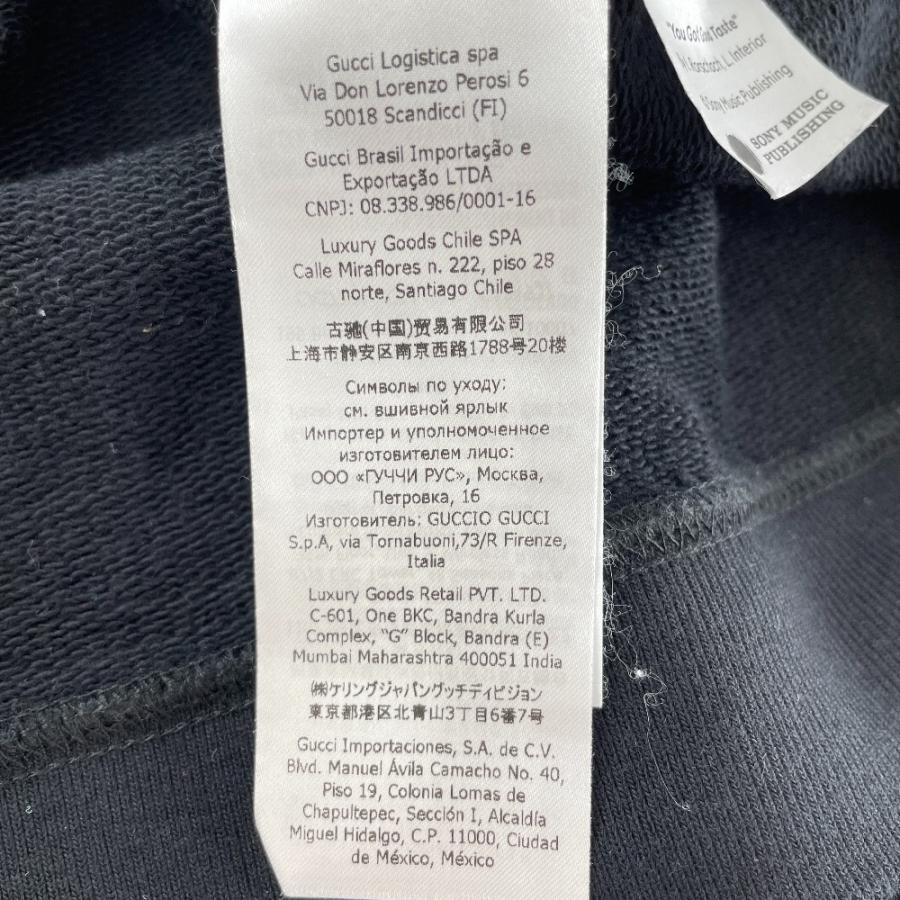 Gucci Logistica spa
Via Don Lorenzo Perosi 6
50018 Scandicci (FI)
Gucci Brasil Importação e
Exportação LTDA
CNPJ: 08.338.986/0001-16
Luxury Goods Chile SPA
Calle Miraflores n. 222, piso 28
norte, Santiago Chile
古驰(中国)贸易有限公司
上海市静安区南京西路1788号20楼
Символы по уходу:
см. вшивной ярлык
Импортер и уполномоченное
изготовителем лицо:
ООО «ГУЧЧИ РУС», Москва,
Петровка, 16
Изготовитель: GUCCIO GUCCI
S.p.A, via Tornabuoni,73/R Firenze,
Italia
Luxury Goods Retail PVT. LTD.
C-601, One BKC, Bandra Kurla
Complex, "G" Block, Bandra (E)
Mumbai Maharashtra 400051 India
㈱ケリングジャパングッチディビジョン
東京都港区北青山3丁目6番7号
Gucci Importaciones, S.A. de C.V.
Blvd. Manuel Ávila Camacho No. 40,
Piso 19, Colonia Lomas de
Chapultepec, Sección I, Alcaldía
Miguel Hidalgo, C.P. 11000, Ciudad
de México, México
"You Got Taste"
L. Interior
Sony Music Publishing
SONY MUSIC
PUBLISHING